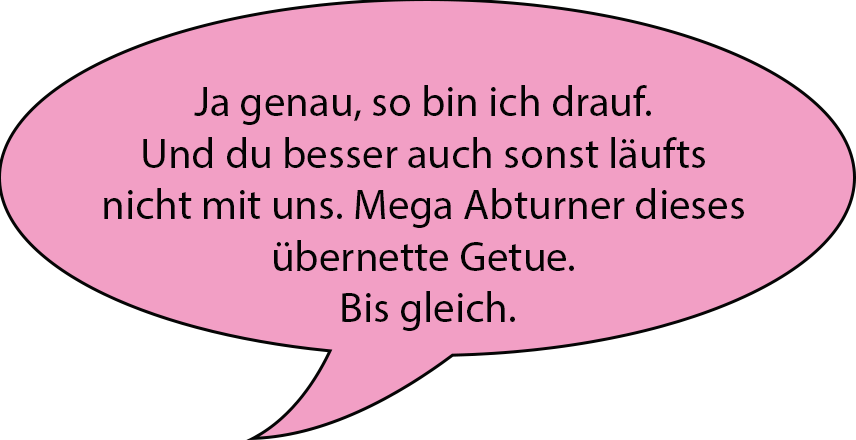 Ja genau, so bin ich drauf.
Und du besser auch sonst läufts
nicht mit uns. Mega Abturner dieses
übernette Getue.
Bis gleich.